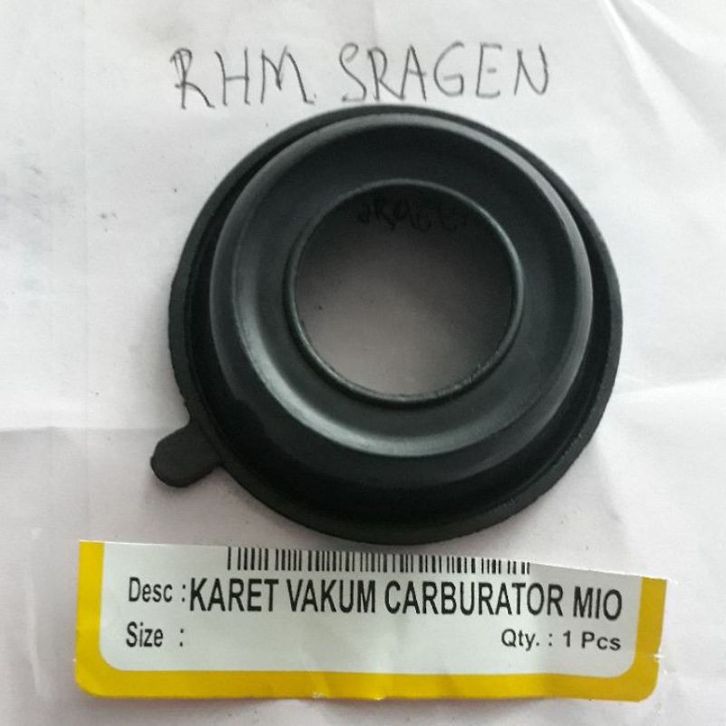 RHM SRAGEN
Desc : KARET VAKUM CARBURATOR MIO
Size :
Qty. : 1 Pcs